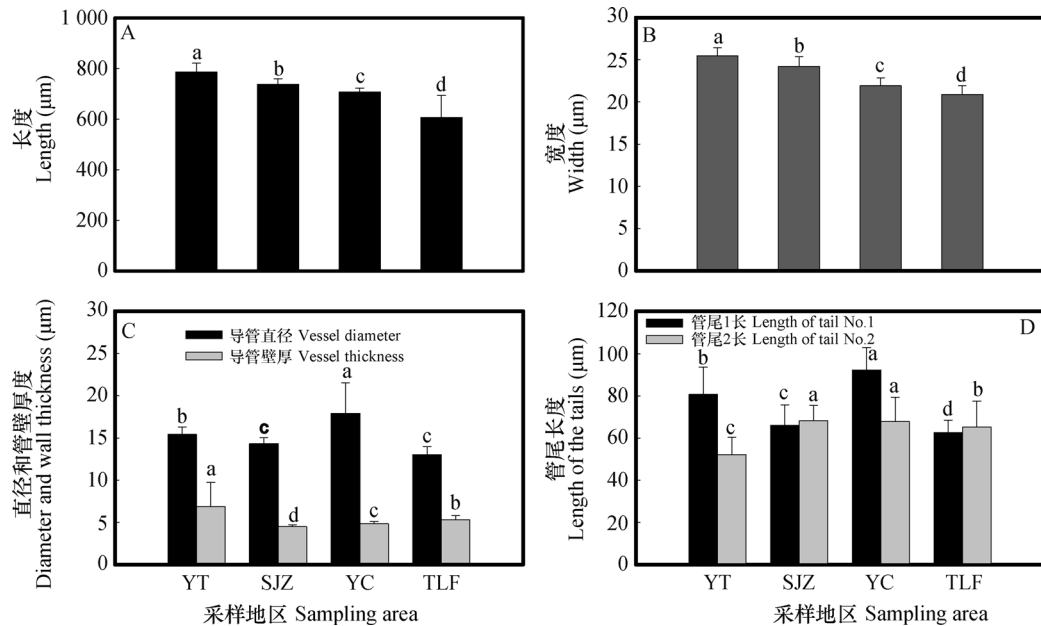 A
长度
Length (μm)
1 000
800
600
400
200
0
a
b
c
d
B
宽度
Width (μm)
30
25
20
15
10
5
0
a
b
c
d
C
直径和管壁厚度
Diameter and wall thickness (μm)
30
25
20
15
10
5
0
导管直径 Vessel diameter
导管壁厚 Vessel thickness
b
a
c
d
a
c
c
b
YT SJZ YC TLF
采样地区 Sampling area
D
管尾长度
Length of the tails (μm)
120
100
80
60
40
20
0
管尾1长 Length of tail No.1
管尾2长 Length of tail No.2
b
c
c
a
a
a
d
b
YT SJZ YC TLF
采样地区 Sampling area